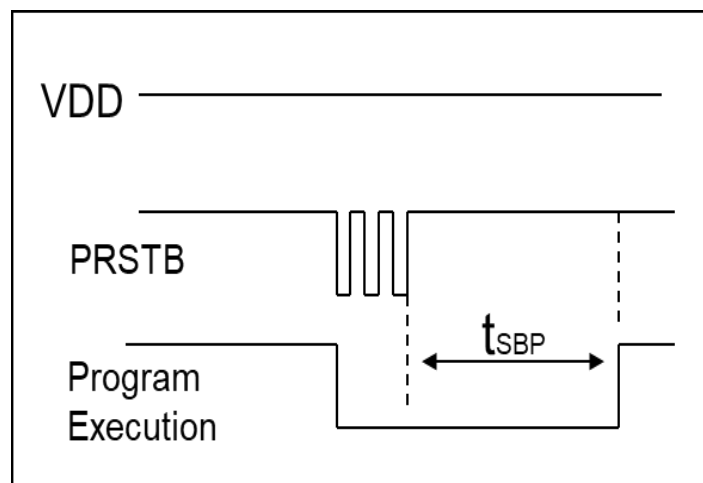 VDD
PRSTB
tSBP
Program
Execution